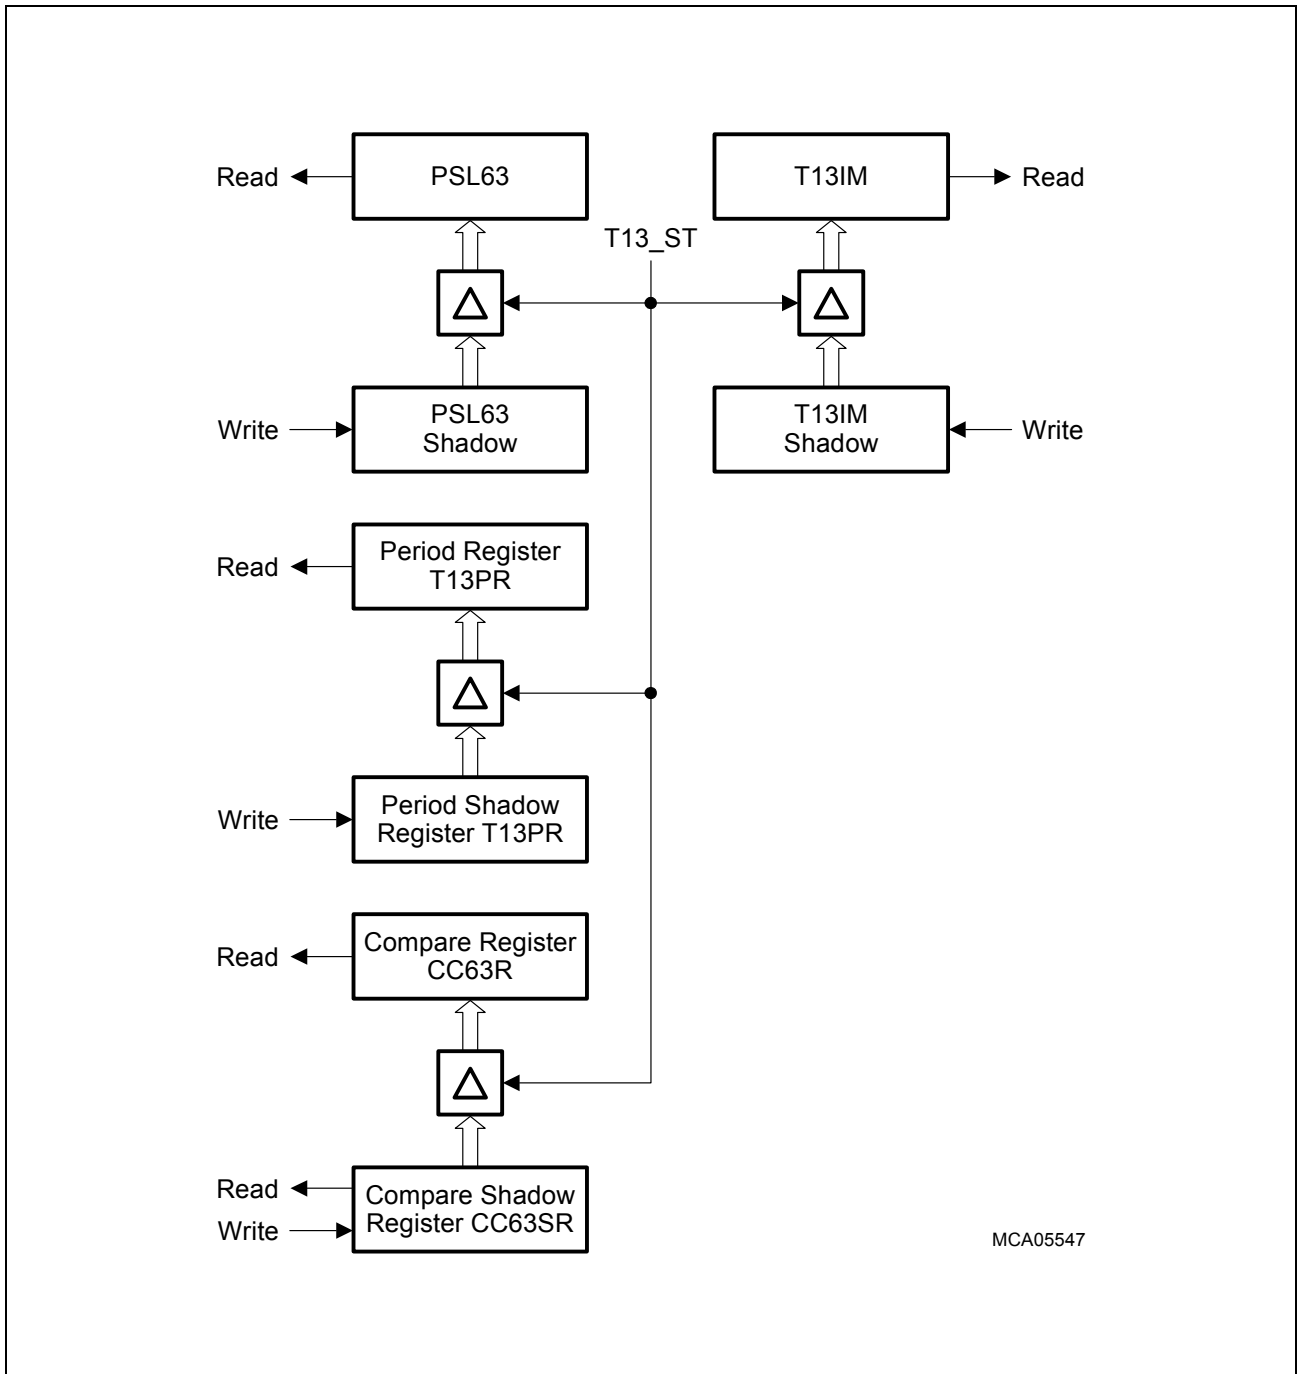 Read
PSL63
T13IM
Read
T13_ST
Write
PSL63
Shadow
T13IM
Shadow
Write
Read
Period Register
T13PR
Write
Period Shadow
Register T13PR
Read
Compare Register
CC63R
Read
Write
Compare Shadow
Register CC63SR
MCA05547